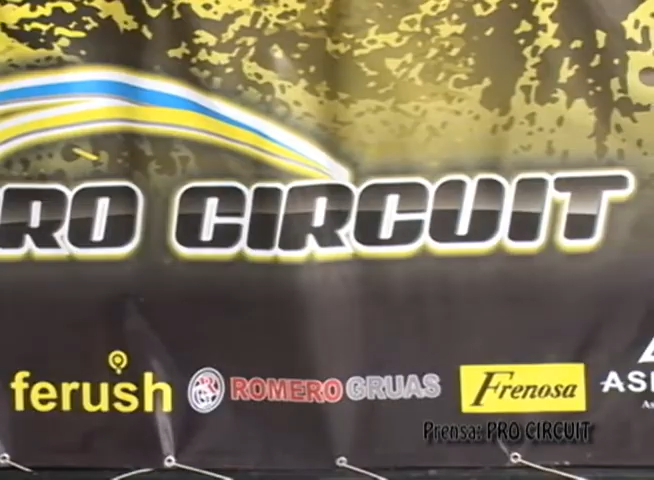 RO CIRCUIT
ferush
ROMERO GRUAS
Frenosa
Prensa: PRO CIRCUIT